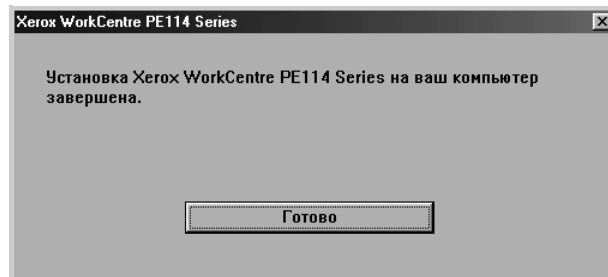 Xerox WorkCentre PE114 Series
Установка Xerox WorkCentre PE114 Series на ваш компьютер
завершена.
Готово